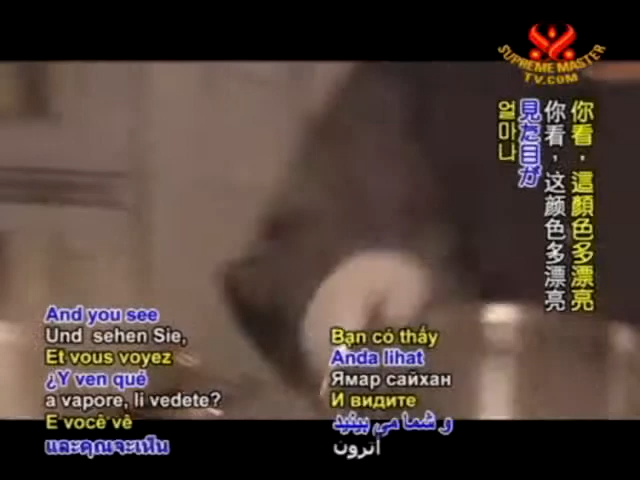 SUPREME MASTER
TV.COM
你看，這顏色多漂亮
你看，这颜色多漂亮
見た目が
얼마나
And you see
Und sehen Sie,
Et vous voyez
¿Y ven qué
a vapore, li vedete?
E você vê
และคุณจะเห็น
Bạn có thấy
Anda lihat
Ямар сайхан
И видите
و شما می بینید
أترون